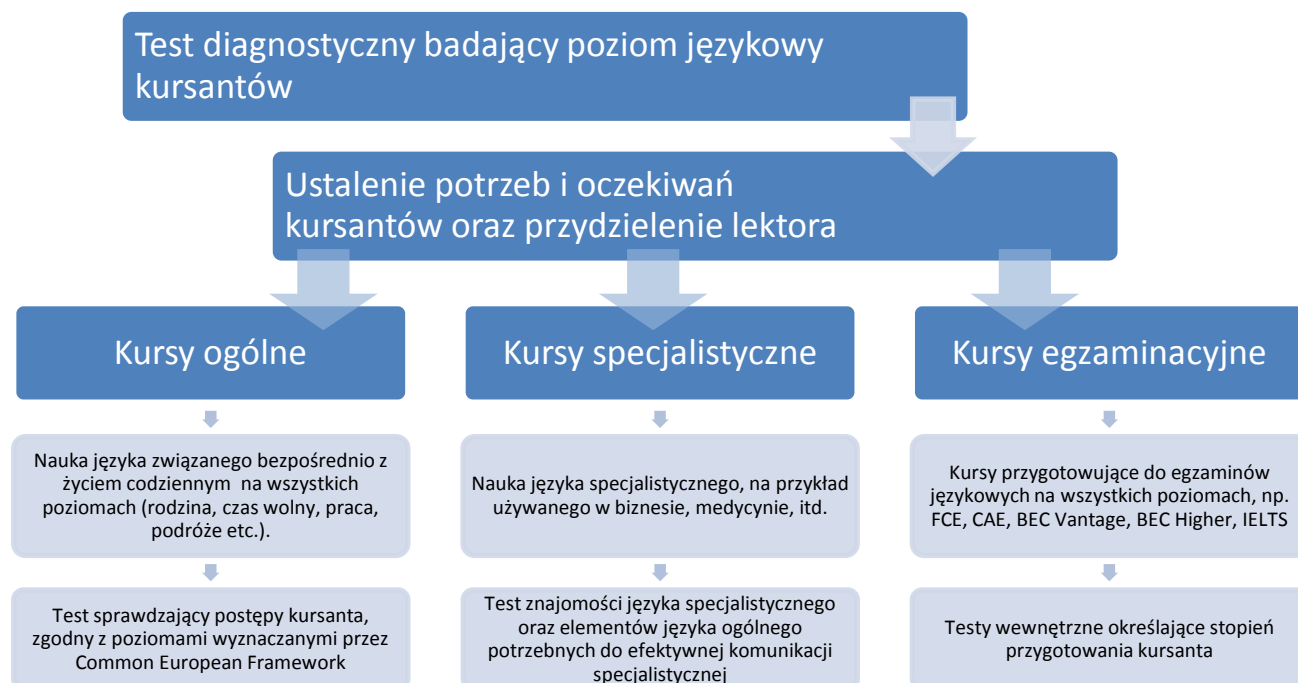 Test diagnostyczny badający poziom językowy
kursantów
Ustalenie potrzeb i oczekiwań
kursantów oraz przydzielenie lektora
Kursy ogólne
Nauka języka związanego bezpośrednio z
życiem codziennym na wszystkich
poziomach (rodzina, czas wolny, praca,
podróże etc.).
Test sprawdzający postępy kursanta,
zgodny z poziomami wyznaczanymi przez
Common European Framework
Kursy specjalistyczne
Nauka języka specjalistycznego, na przykład
używanego w biznesie, medycynie, itd.
Test znajomości języka specjalistycznego
oraz elementów języka ogólnego
potrzebnych do efektywnej komunikacji
specjalistycznej
Kursy egzaminacyjne
Kursy przygotowujące do egzaminów
językowych na wszystkich poziomach, np.
FCE, CAE, BEC Vantage, BEC Higher, IELTS
Testy wewnętrzne określające stopień
przygotowania kursanta